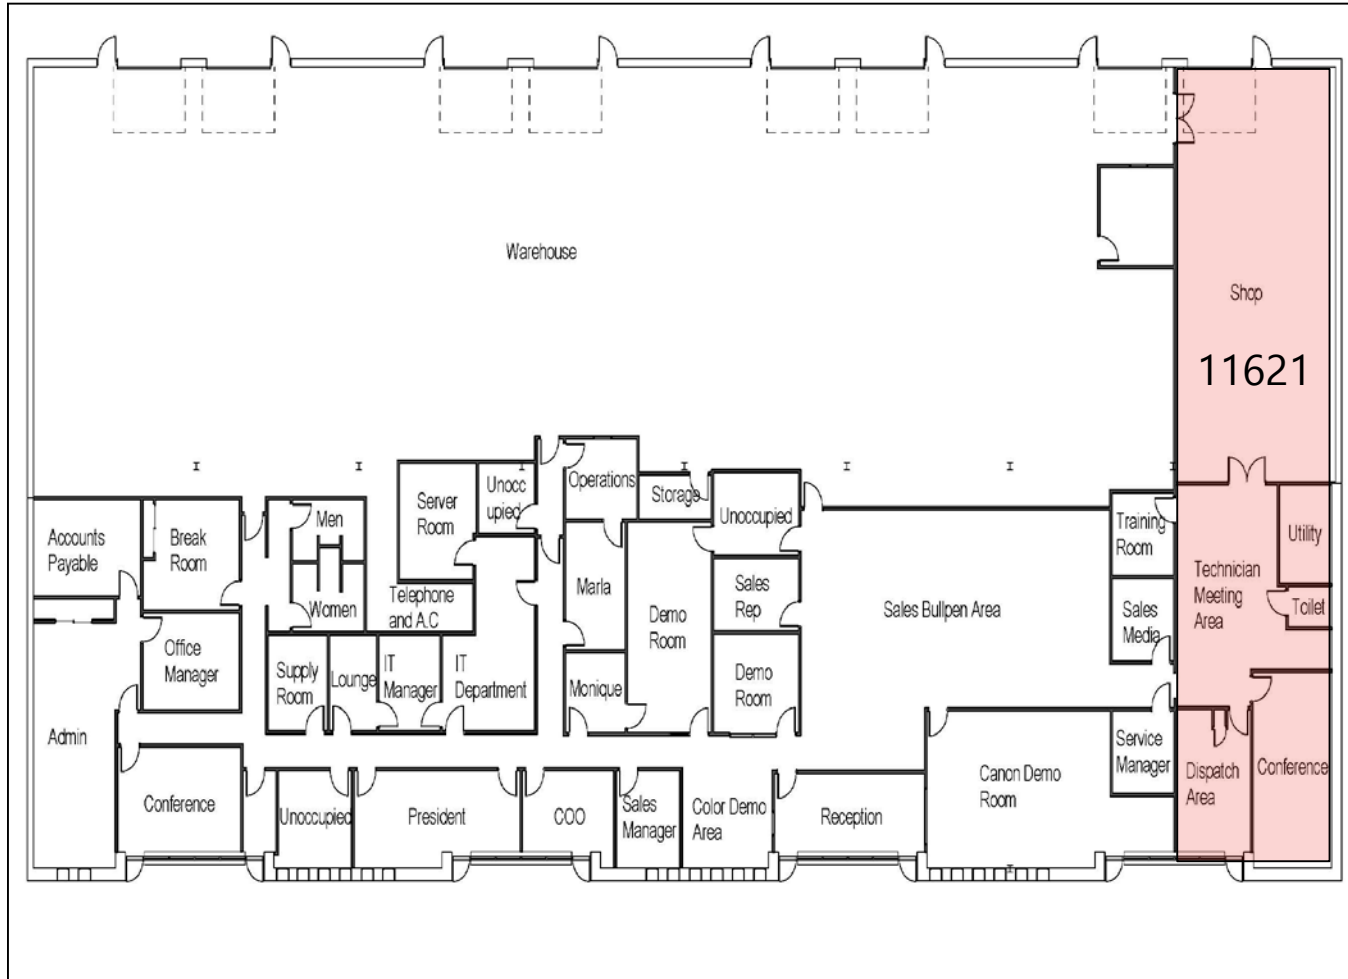 Warehouse
Shop
11621
Operations
Storage
Unocc
upied
Server
Room
Unoccupied
Men
Accounts
Payable
Break
Room
Training
Room
Utility
Technician
Meeting
Area
Marla
Sales
Rep
Telephone
and A.C
Women
Demo
Room
Sales Bullpen Area
Sales
Media
Toilet
Office
Manager
Supply
Room
Lounge
IT
Manager
IT
Department
Monique
Demo
Room
Admin
Service
Manager
Dispatch
Area
Conference
Canon Demo
Room
Conference
Unoccupied
President
COO
Sales
Manager
Color Demo
Area
Reception